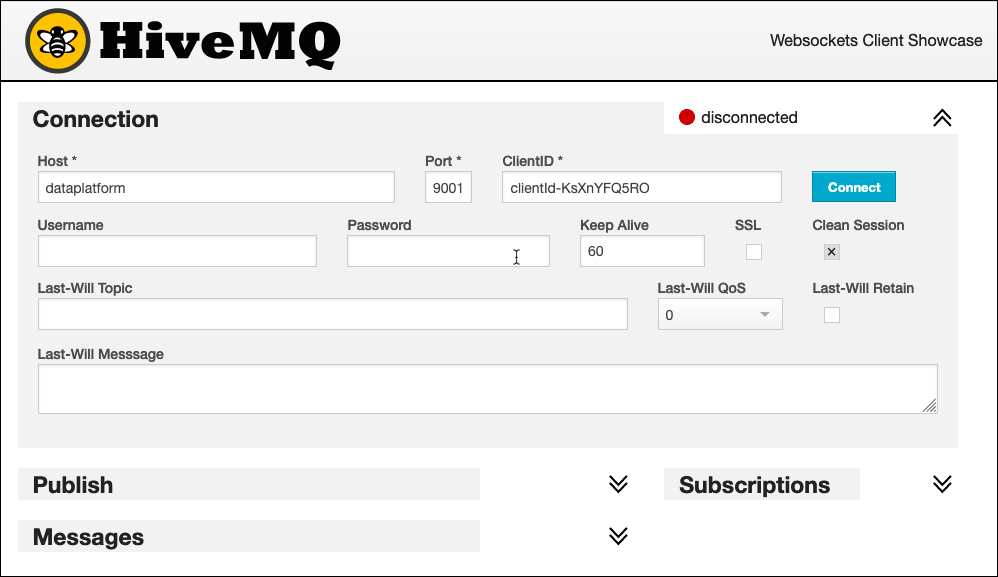 HiveMQ
Websockets Client Showcase
Connection
disconnected
Host *
Port *
ClientID *
dataplatform
9001
clientId-KsXnYFQ5RO
Connect
Username
Password
Keep Alive
SSL
Clean Session
60
Last-Will Topic
Last-Will QoS
Last-Will Retain
0
Last-Will Messsage
Publish
Subscriptions
Messages